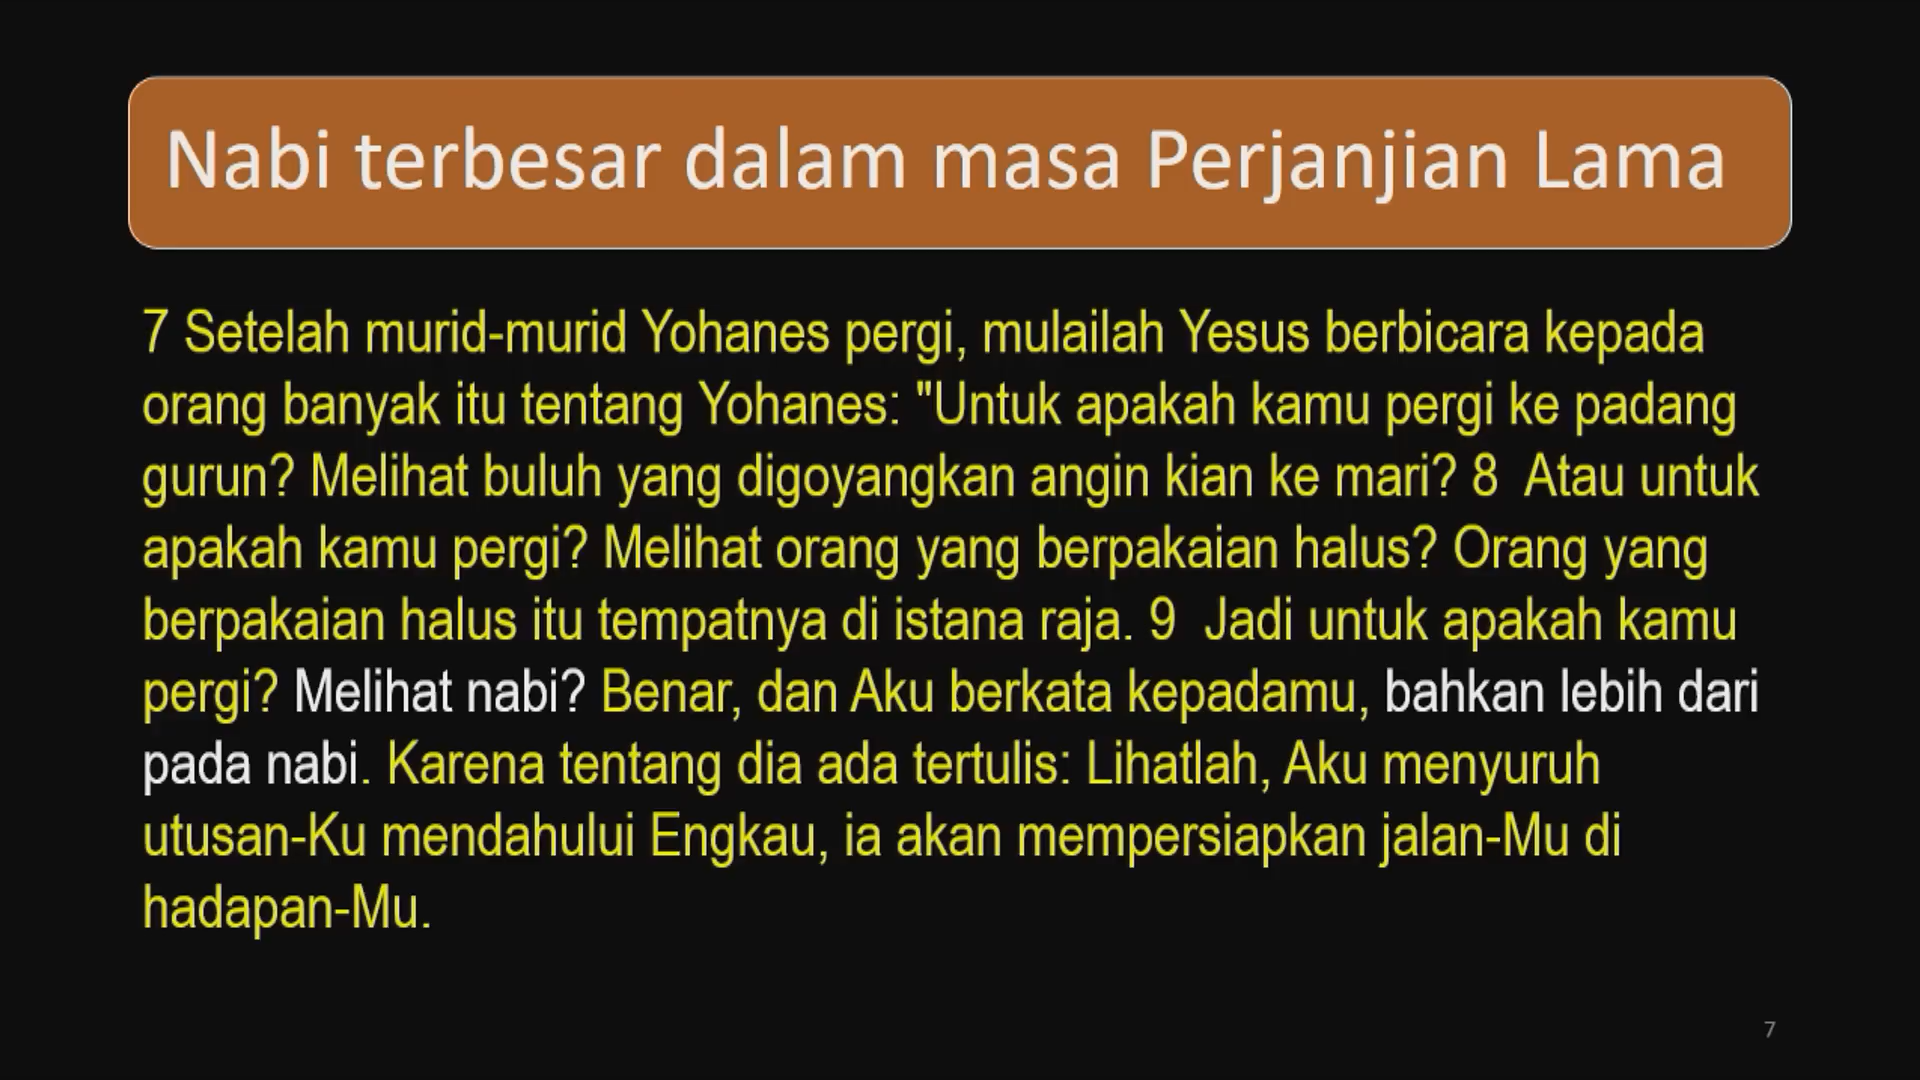 Nabi terbesar dalam masa Perjanjian Lama
7 Setelah murid-murid Yohanes pergi, mulailah Yesus berbicara kepada
orang banyak itu tentang Yohanes: "Untuk apakah kamu pergi ke padang
gurun? Melihat buluh yang digoyangkan angin kian ke mari? 8  Atau untuk
apakah kamu pergi? Melihat orang yang berpakaian halus? Orang yang
berpakaian halus itu tempatnya di istana raja. 9  Jadi untuk apakah kamu
pergi? Melihat nabi? Benar, dan Aku berkata kepadamu, bahkan lebih dari
pada nabi. Karena tentang dia ada tertulis: Lihatlah, Aku menyuruh
utusan-Ku mendahului Engkau, ia akan mempersiapkan jalan-Mu di
hadapan-Mu.
7